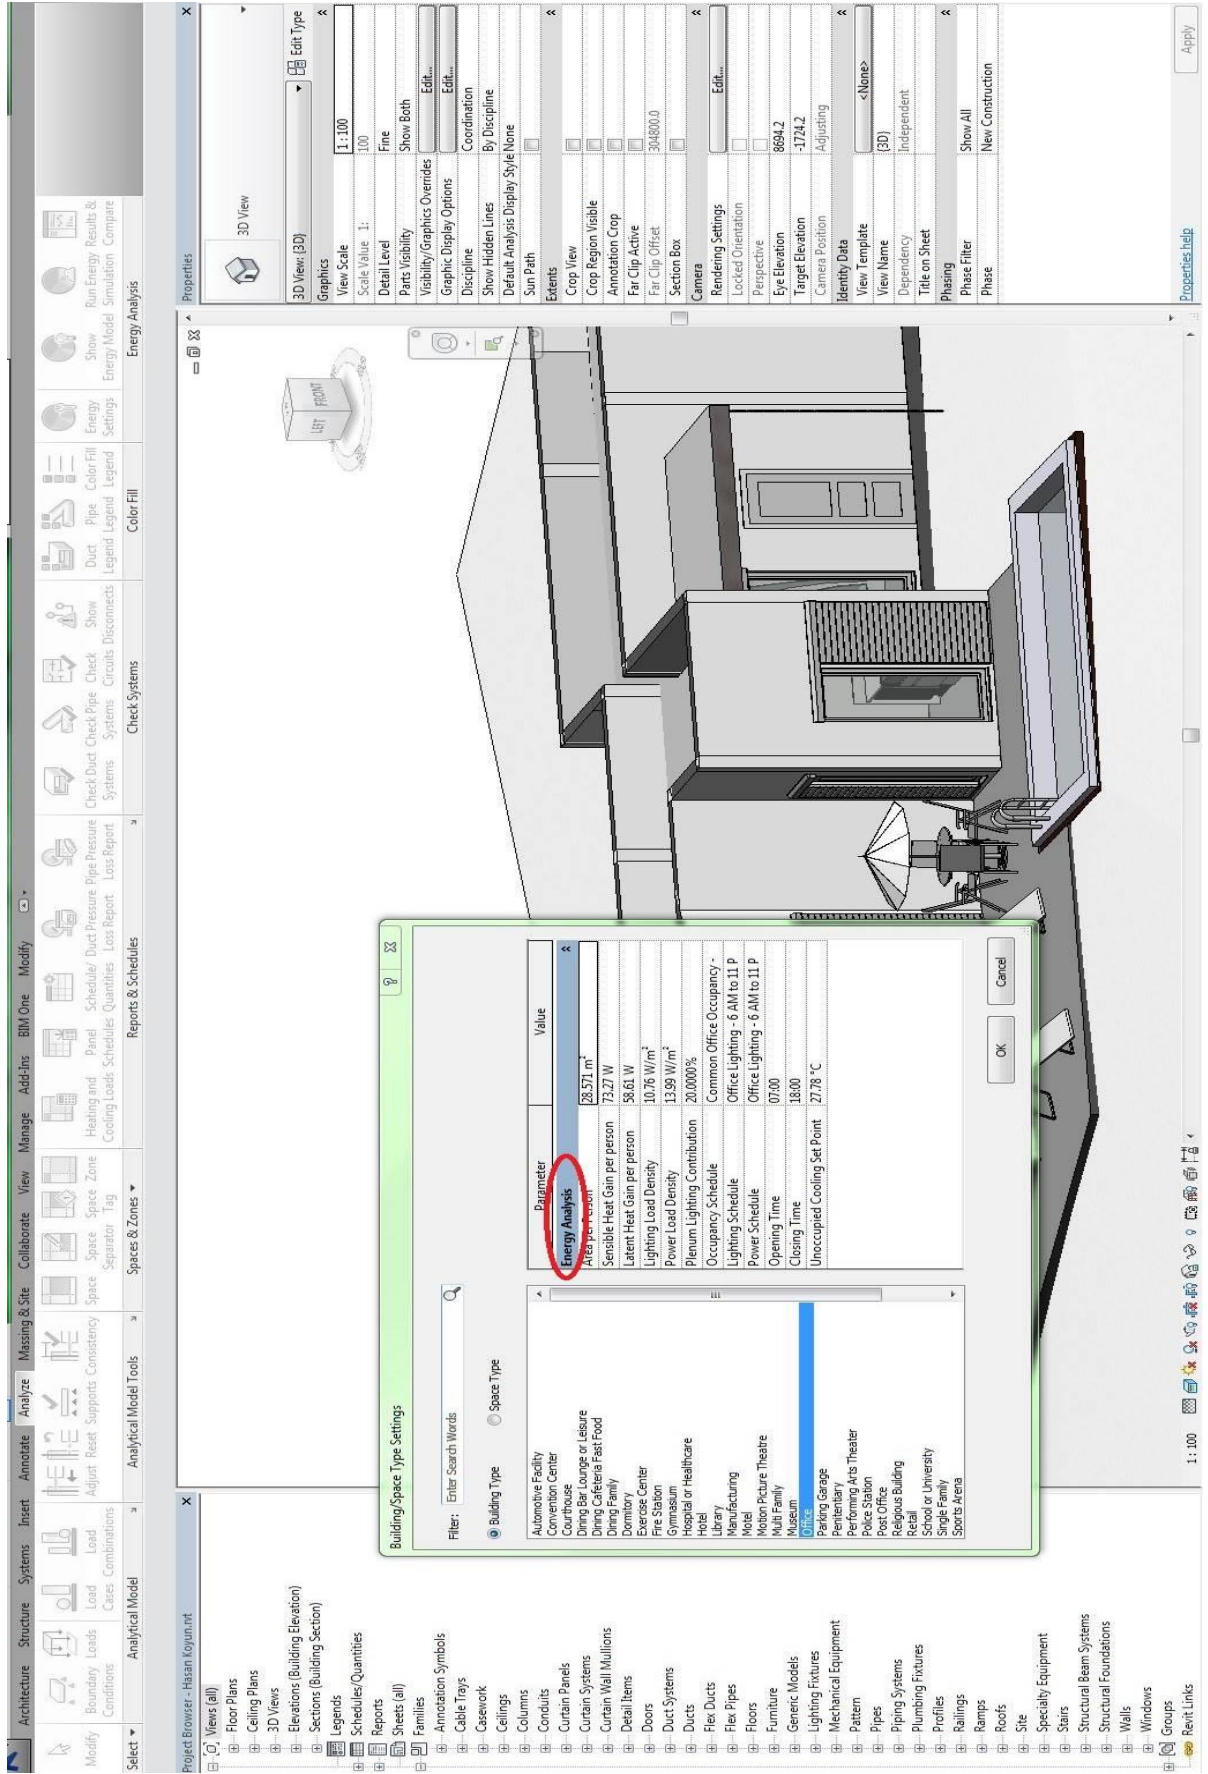 Architecture Structure Systems Insert Annotate Analyze Massing & Site Collaborate View Manage Add-Ins BIM One Modify
Modify
Boundary Conditions
Loads
Load Cases
Load Combinations
Adjust
Reset
Supports
Consistency
Space
Space Separator
Space Tag
Zone
Heating and Cooling Loads
Panel Schedules
Schedule/ Quantities
Duct Pressure Loss Report
Pipe Pressure Loss Report
Check Duct Systems
Check Pipe Systems
Check Circuits
Show Disconnects
Duct Legend
Pipe Legend
Color Fill Legend
Energy Settings
Show Energy Model
Run Energy Simulation
Results & Compare
Select
Analytical Model
Analytical Model Tools
Spaces & Zones
Reports & Schedules
Check Systems
Color Fill
Energy Analysis
Project Browser - Hasan Koyun.rvt
Views (all)
Floor Plans
Ceiling Plans
3D Views
Elevations (Building Elevation)
Sections (Building Section)
Legends
Schedules/Quantities
Reports
Sheets (all)
Families
Annotation Symbols
Cable Trays
Casework
Ceilings
Columns
Conduits
Curtain Panels
Curtain Systems
Curtain Wall Mullions
Detail Items
Doors
Duct Systems
Ducts
Flex Ducts
Flex Pipes
Floors
Furniture
Generic Models
Lighting Fixtures
Mechanical Equipment
Pattern
Pipes
Piping Systems
Plumbing Fixtures
Profiles
Railings
Ramps
Roofs
Site
Specialty Equipment
Stairs
Structural Beam Systems
Structural Foundations
Walls
Windows
Groups
Revit Links
Building/Space Type Settings
Filter: Enter Search Words
Building Type Space Type
Automotive Facility
Convention Center
Courthouse
Dining Bar Lounge or Leisure
Dining Cafeteria Fast Food
Dining Family
Dormitory
Exercise Center
Fire Station
Gymnasium
Hospital or Healthcare
Hotel
Library
Manufacturing
Motel
Motion Picture Theatre
Multi Family
Museum
Office
Parking Garage
Penitentiary
Performing Arts Theater
Police Station
Post Office
Religious Building
Retail
School or University
Single Family
Sports Arena
Parameter Value
Energy Analysis
Area per Person 28.571 m²
Sensible Heat Gain per person 73.27 W
Latent Heat Gain per person 58.61 W
Lighting Load Density 10.76 W/m²
Power Load Density 13.99 W/m²
Plenum Lighting Contribution 20.0000%
Occupancy Schedule Common Office Occupancy -
Lighting Schedule Office Lighting - 6 AM to 11 P
Power Schedule Office Lighting - 6 AM to 11 P
Opening Time 07:00
Closing Time 18:00
Unoccupied Cooling Set Point 27.78 °C
OK Cancel
LEFT FRONT
1 : 100
Properties
3D View
3D View: {3D} Edit Type
Graphics
View Scale 1 : 100
Scale Value 1: 100
Detail Level Fine
Parts Visibility Show Both
Visibility/Graphics Overrides Edit...
Graphic Display Options Edit...
Discipline Coordination
Show Hidden Lines By Discipline
Default Analysis Display Style None
Sun Path
Extents
Crop View
Crop Region Visible
Annotation Crop
Far Clip Active
Far Clip Offset 304800.0
Section Box
Camera
Rendering Settings Edit...
Locked Orientation
Perspective
Eye Elevation 8694.2
Target Elevation -1724.2
Camera Position Adjusting
Identity Data
View Template <None>
View Name {3D}
Dependency Independent
Title on Sheet
Phasing
Phase Filter Show All
Phase New Construction
Properties help Apply